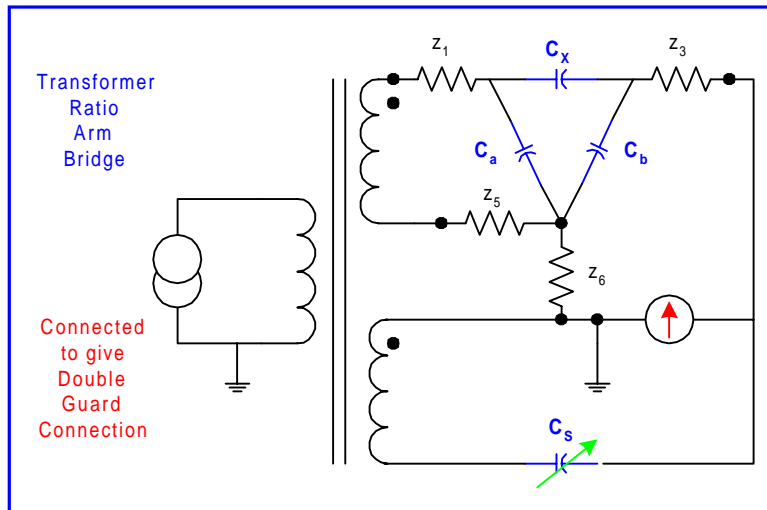 Transformer
Ratio
Arm
Bridge
Connected
to give
Double
Guard
Connection
z1
CX
z3
Ca
Cb
z5
z6
CS